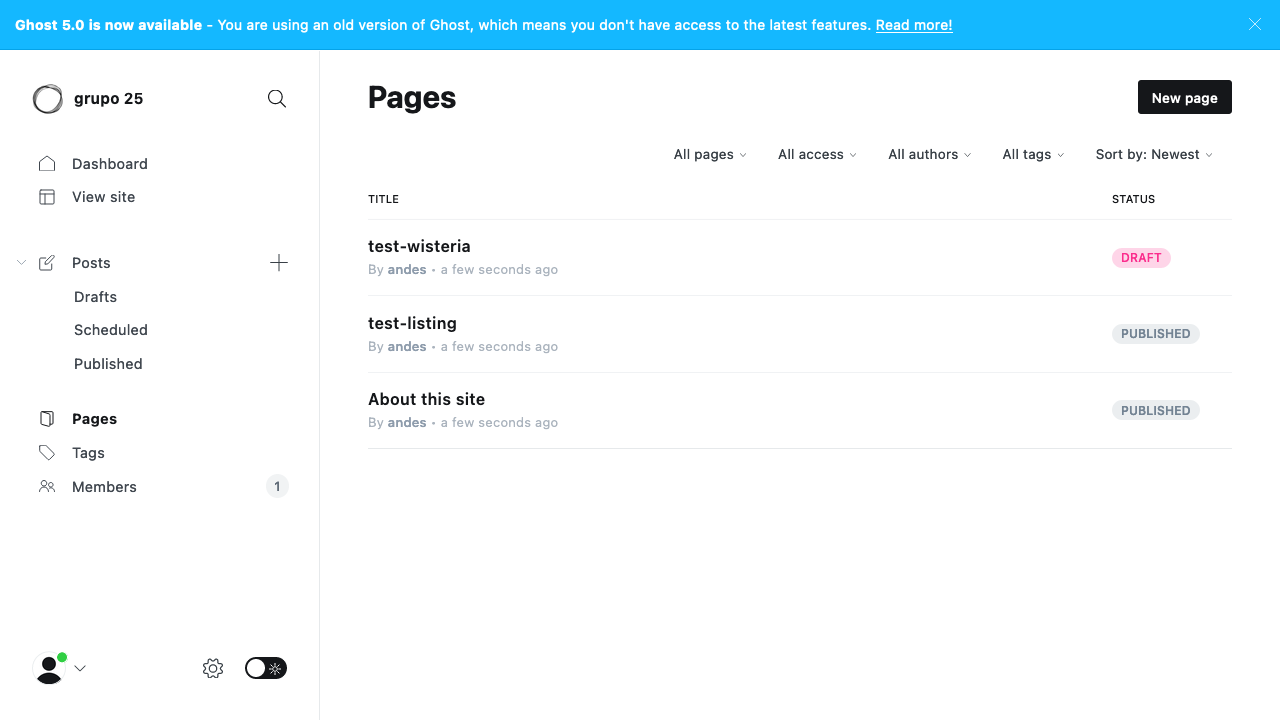 Ghost 5.0 is now available - You are using an old version of Ghost, which means you don't have access to the latest features. Read more!
grupo 25
Dashboard
View site
Posts
Drafts
Scheduled
Published
Pages
Tags
Members
1
Pages
New page
All pages
All access
All authors
All tags
Sort by: Newest
TITLE
STATUS
test-wisteria
By andes • a few seconds ago
DRAFT
test-listing
By andes • a few seconds ago
PUBLISHED
About this site
By andes • a few seconds ago
PUBLISHED